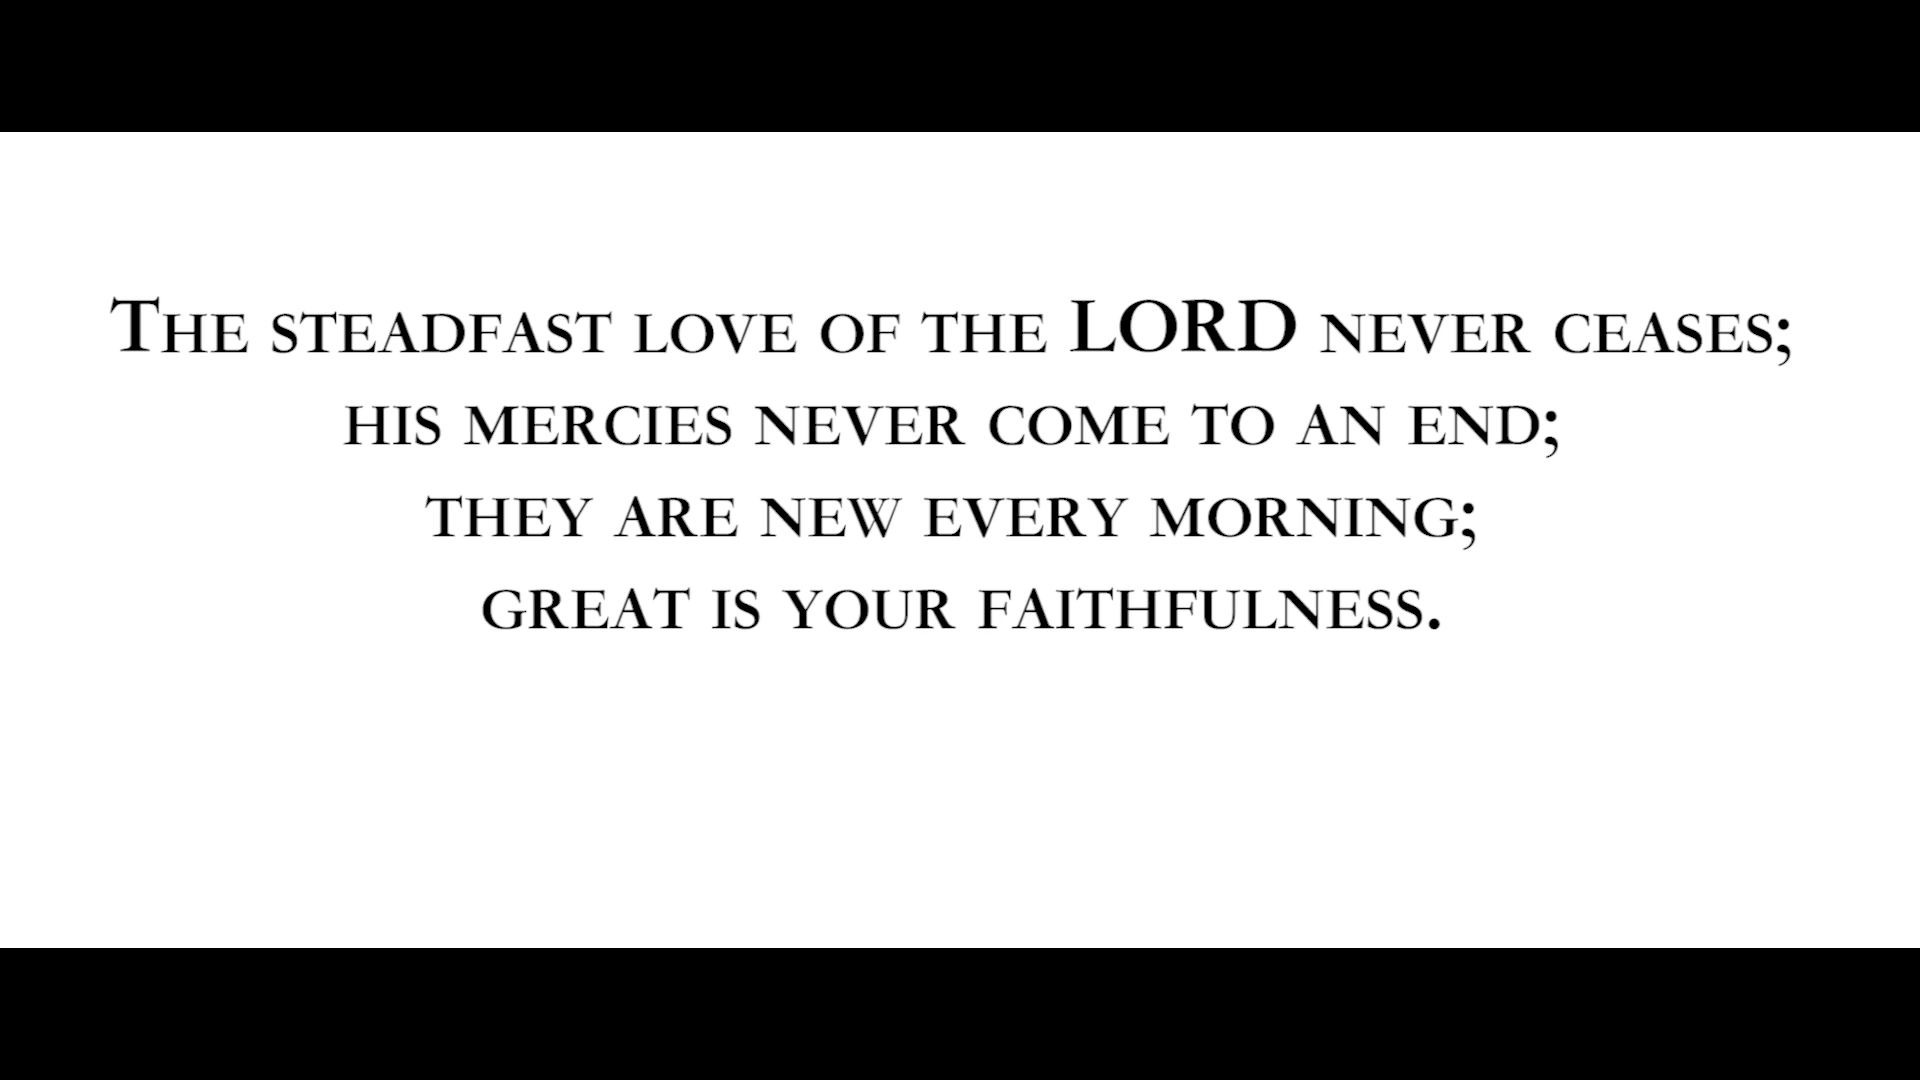 The steadfast love of the LORD never ceases;
his mercies never come to an end;
they are new every morning;
great is your faithfulness.